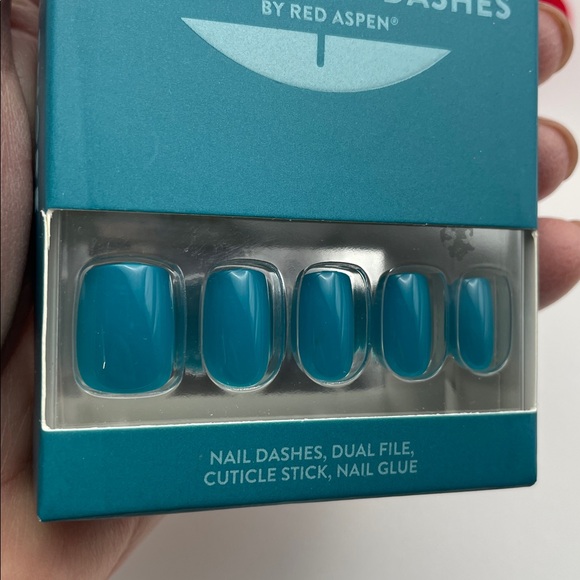 DASHES
BY RED ASPEN®
NAIL DASHES, DUAL FILE,
CUTICLE STICK, NAIL GLUE